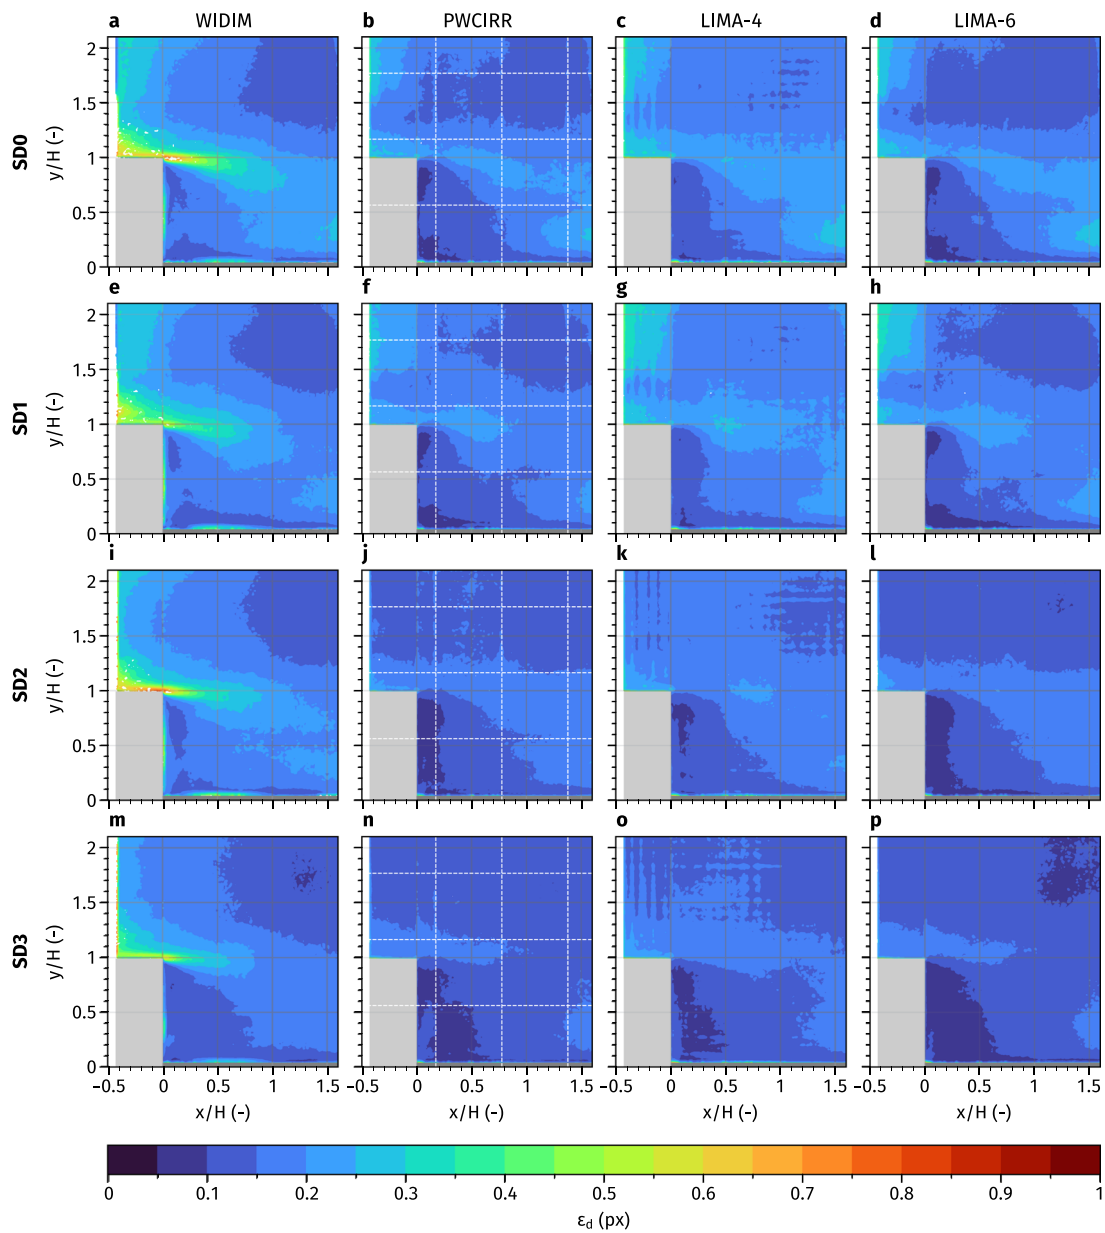 a WIDIM b PWCIRR c LIMA-4 d LIMA-6
SD0
y/H (-)
2
1.5
1
0.5
0
e f g h
SD1
y/H (-)
2
1.5
1
0.5
0
i j k l
SD2
y/H (-)
2
1.5
1
0.5
0
m n o p
SD3
y/H (-)
2
1.5
1
0.5
0
−0.5 0 0.5 1 1.5 −0.5 0 0.5 1 1.5 −0.5 0 0.5 1 1.5 −0.5 0 0.5 1 1.5
x/H (-) x/H (-) x/H (-) x/H (-)
0 0.1 0.2 0.3 0.4 0.5 0.6 0.7 0.8 0.9 1
εd (px)